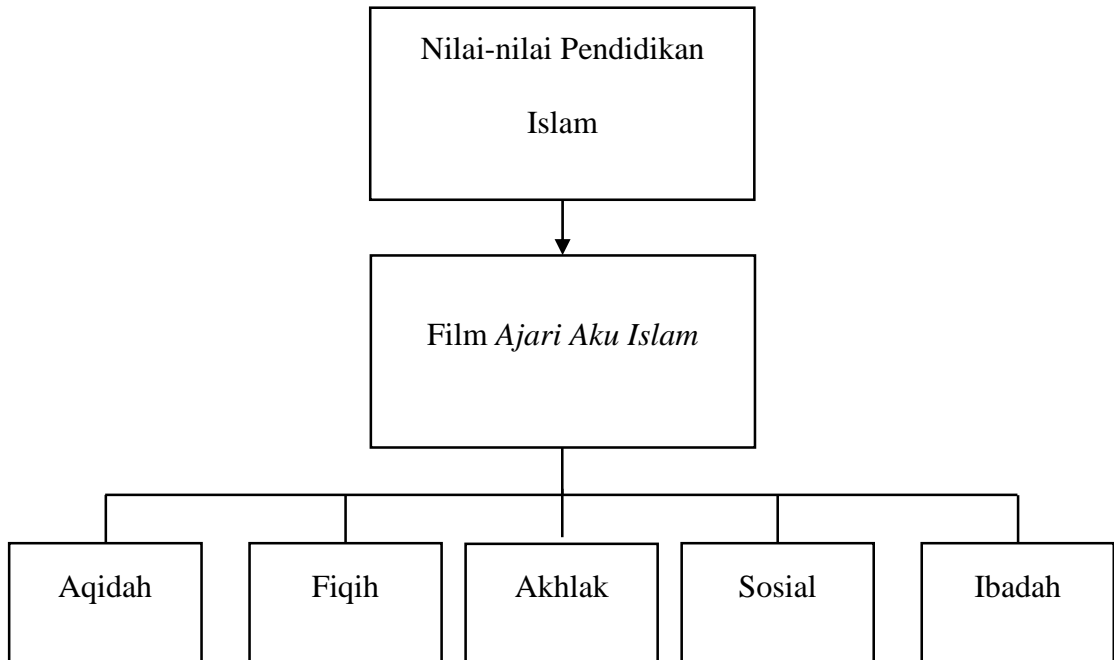 Nilai-nilai Pendidikan
Islam
Film Ajari Aku Islam
Aqidah
Fiqih
Akhlak
Sosial
Ibadah